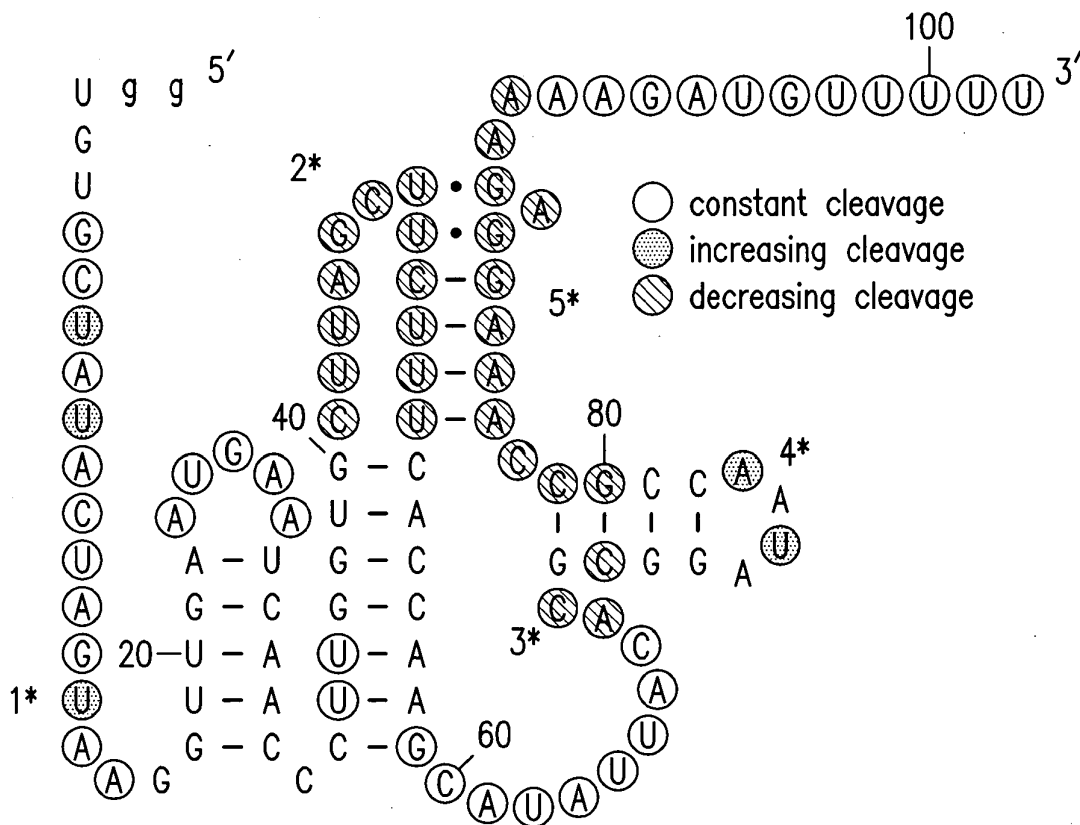 100
U g g 5′
A A A G A U G U U U U U 3′
G A
2*
U C U • G A
constant cleavage
G G U • G
increasing cleavage
C A C – G
5*
decreasing cleavage
U U U – A
A U U – A
40 80
U C U – A
4*
A U G A G – C C C G C C A
C A A U – A A
U A – U G – C G C G G A U
A G – C G – C C A
3*
G 20 U – A U – A C
1*
U U – A U – A A
A G – C C – G 60 U
A G C C A U A U